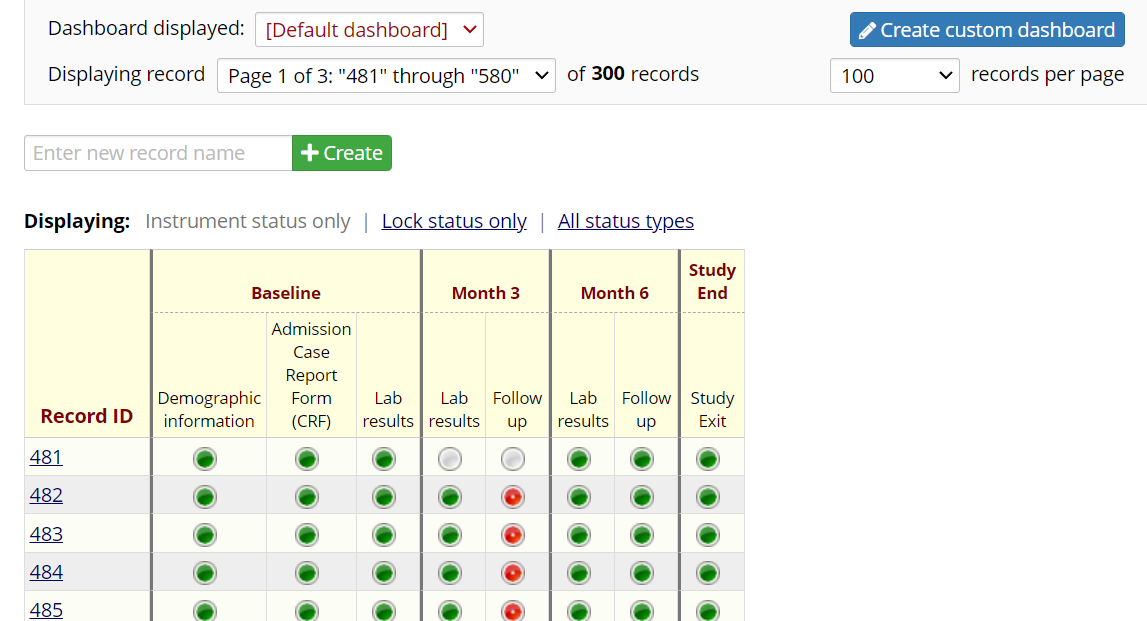 Dashboard displayed: [Default dashboard] Create custom dashboard
Displaying record Page 1 of 3: "481" through "580" of 300 records 100 records per page
Enter new record name Create
Displaying: Instrument status only | Lock status only | All status types
Record ID
Baseline
Month 3
Month 6
Study
End
Demographic
information
Admission
Case
Report
Form
(CRF)
Lab
results
Lab
results
Follow
up
Lab
results
Follow
up
Study
Exit
481
482
483
484
485